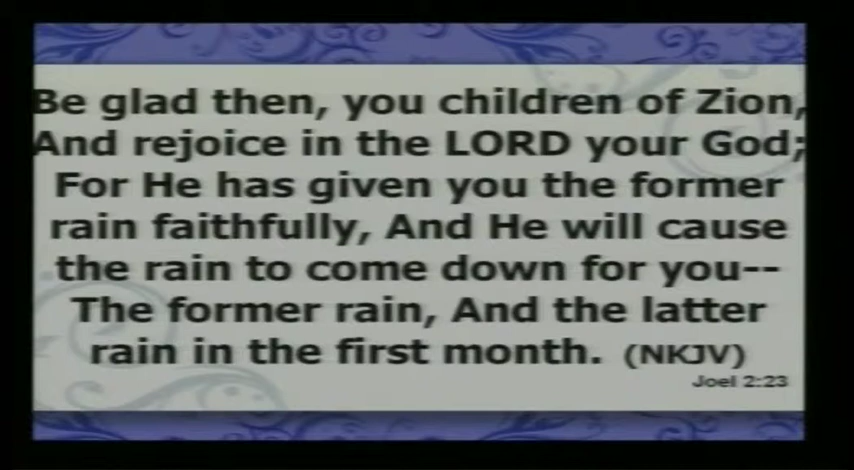 Be glad then, you children of Zion,
And rejoice in the LORD your God;
For He has given you the former
rain faithfully, And He will cause
the rain to come down for you--
The former rain, And the latter
rain in the first month. (NKJV)
Joel 2:23